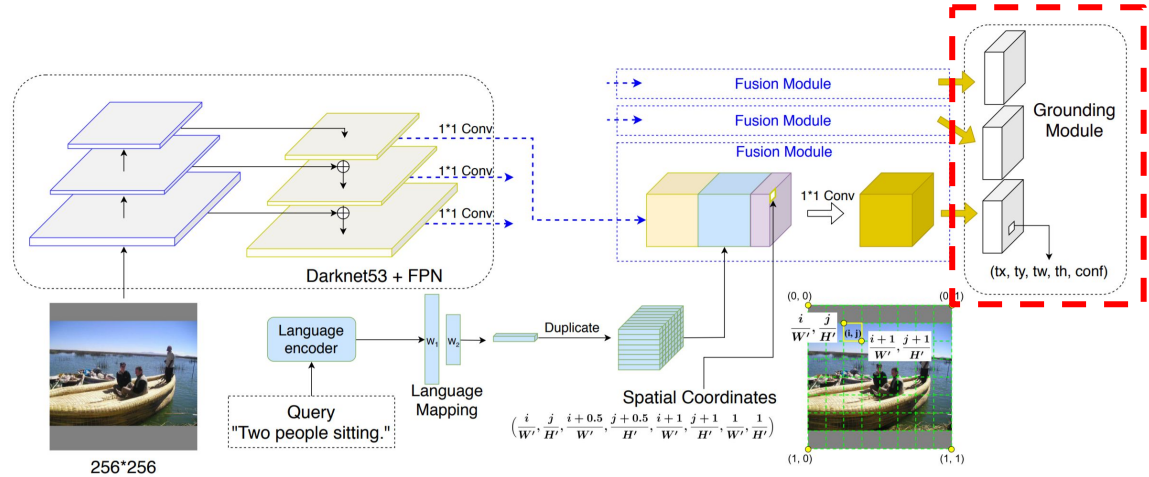 Fusion Module
Fusion Module
Fusion Module
Grounding
Module
1*1 Conv
1*1 Conv
1*1 Conv
1*1 Conv
Darknet53 + FPN
(tx, ty, tw, th, conf)
Language
encoder
W1
W2
Duplicate
Language
Mapping
Query
"Two people sitting."
256*256
Spatial Coordinates
(i/W', j/H', i + 0.5/W', j + 0.5/H', i + 1/W', j + 1/H', 1/W', 1/H')
(0, 0)
(0, 1)
i/W', j/H'
(i, j)
i + 1/W', j + 1/H'
(1, 0)
(1, 1)